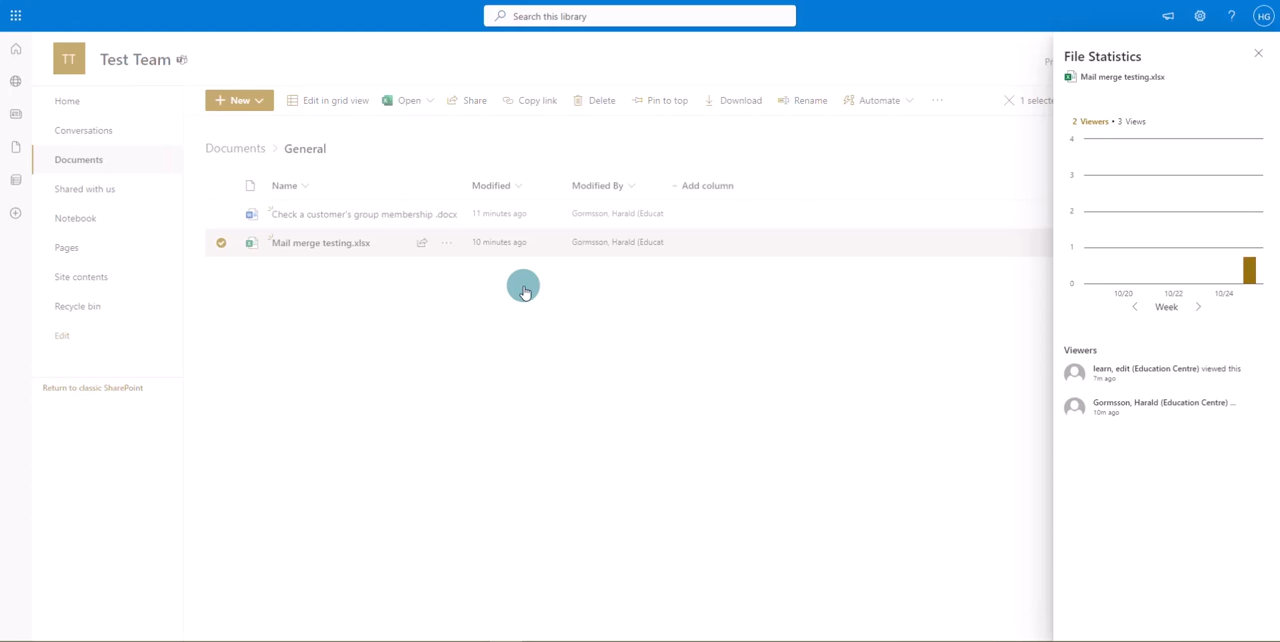 Search this library
HG
TT
Test Team
Home
Conversations
Documents
Shared with us
Notebook
Pages
Site contents
Recycle bin
Edit
Return to classic SharePoint
New
Edit in grid view
Open
Share
Copy link
Delete
Pin to top
Download
Rename
Automate
1 selecte
Documents > General
Name
Modified
Modified By
Add column
Check a customer's group membership .docx
11 minutes ago
Gormsson, Harald (Educat
Mail merge testing.xlsx
10 minutes ago
Gormsson, Harald (Educat
File Statistics
Mail merge testing.xlsx
2 Viewers • 3 Views
4
3
2
1
0
10/20 10/22 10/24
Week
Viewers
learn, edit (Education Centre) viewed this
7m ago
Gormsson, Harald (Education Centre) ...
10m ago